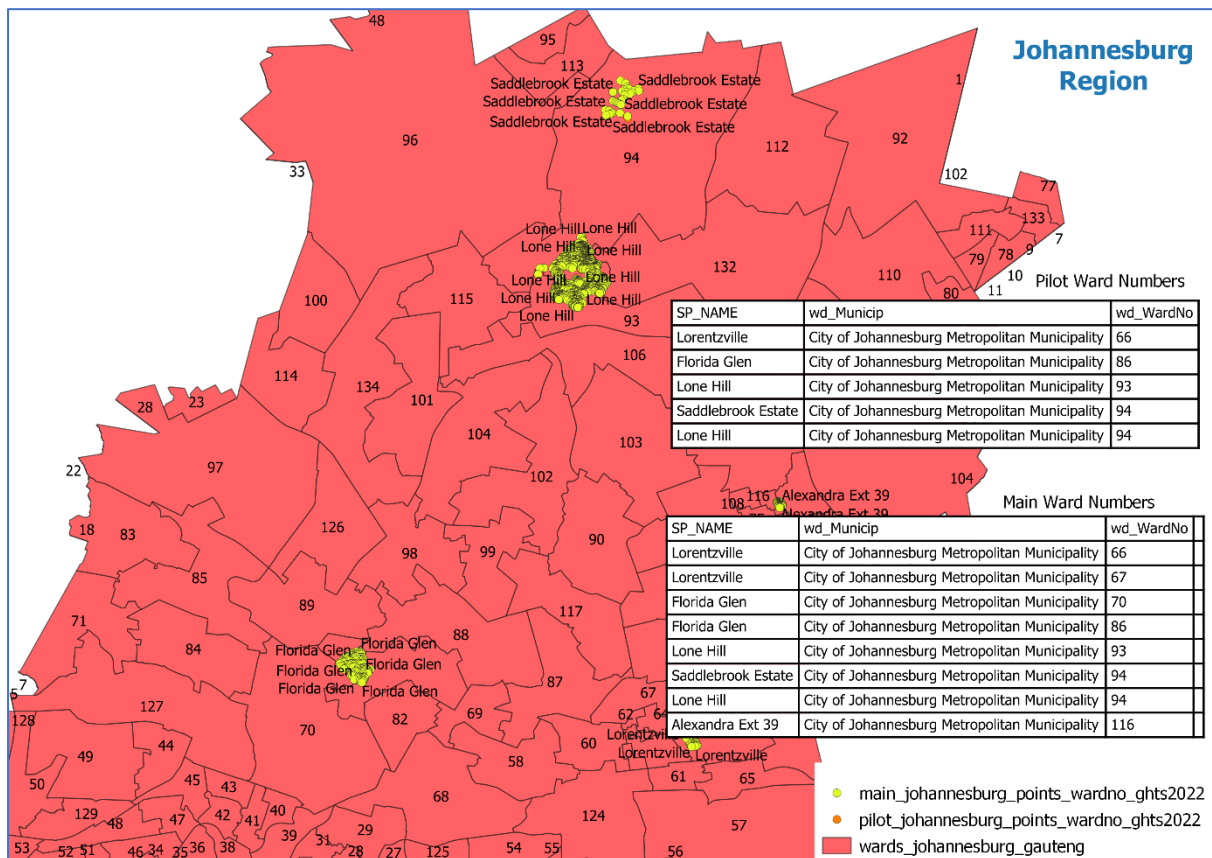 Johannesburg
Region
48
95
113
Saddlebrook Estate Saddlebrook Estate
Saddlebrook Estate Saddlebrook Estate
Saddlebrook Estate Saddlebrook Estate
1
96
94
112
92
33
102
77
133
111
7
79 78 9
10
11
80
110
132
Lone Hill Lone Hill
Lone Hill Lone Hill
Lone Hill Lone Hill
Lone Hill Lone Hill
Lone Hill
93
100
115
106
114
134
101
28
23
104
103
102
97
22
18
83
126
98
99
90
85
89
117
71
84
88
87
7
5
127
128
Florida Glen Florida Glen
Florida Glen Florida Glen
Florida Glen Florida Glen
70
82
69
67
62
64
60
Lorentzville
Lorentzville Lorentzville
58
61
65
49
44
50
45
43
68
129
48
47
42
41
40
39
29
31
124
57
53
52
51
46
34
35
36
38
28
27
125
54
55
56
108
116 Alexandra Ext 39
Alexandra Ext 39
104
Pilot Ward Numbers
SP_NAME wd_Municip wd_WardNo
Lorentzville City of Johannesburg Metropolitan Municipality 66
Florida Glen City of Johannesburg Metropolitan Municipality 86
Lone Hill City of Johannesburg Metropolitan Municipality 93
Saddlebrook Estate City of Johannesburg Metropolitan Municipality 94
Lone Hill City of Johannesburg Metropolitan Municipality 94
Main Ward Numbers
SP_NAME wd_Municip wd_WardNo
Lorentzville City of Johannesburg Metropolitan Municipality 66
Lorentzville City of Johannesburg Metropolitan Municipality 67
Florida Glen City of Johannesburg Metropolitan Municipality 70
Florida Glen City of Johannesburg Metropolitan Municipality 86
Lone Hill City of Johannesburg Metropolitan Municipality 93
Saddlebrook Estate City of Johannesburg Metropolitan Municipality 94
Lone Hill City of Johannesburg Metropolitan Municipality 94
Alexandra Ext 39 City of Johannesburg Metropolitan Municipality 116
main_johannesburg_points_wardno_ghts2022
pilot_johannesburg_points_wardno_ghts2022
wards_johannesburg_gauteng